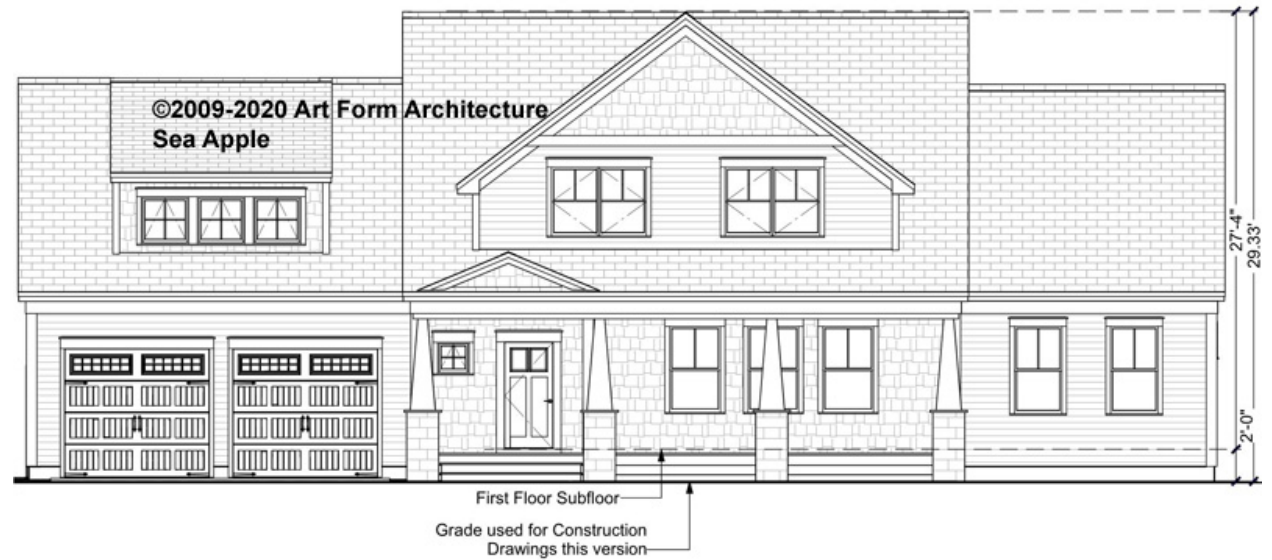 ©2009-2020 Art Form Architecture
Sea Apple
27'-4"
29.33'
2'-0"
First Floor Subfloor
Grade used for Construction
Drawings this version